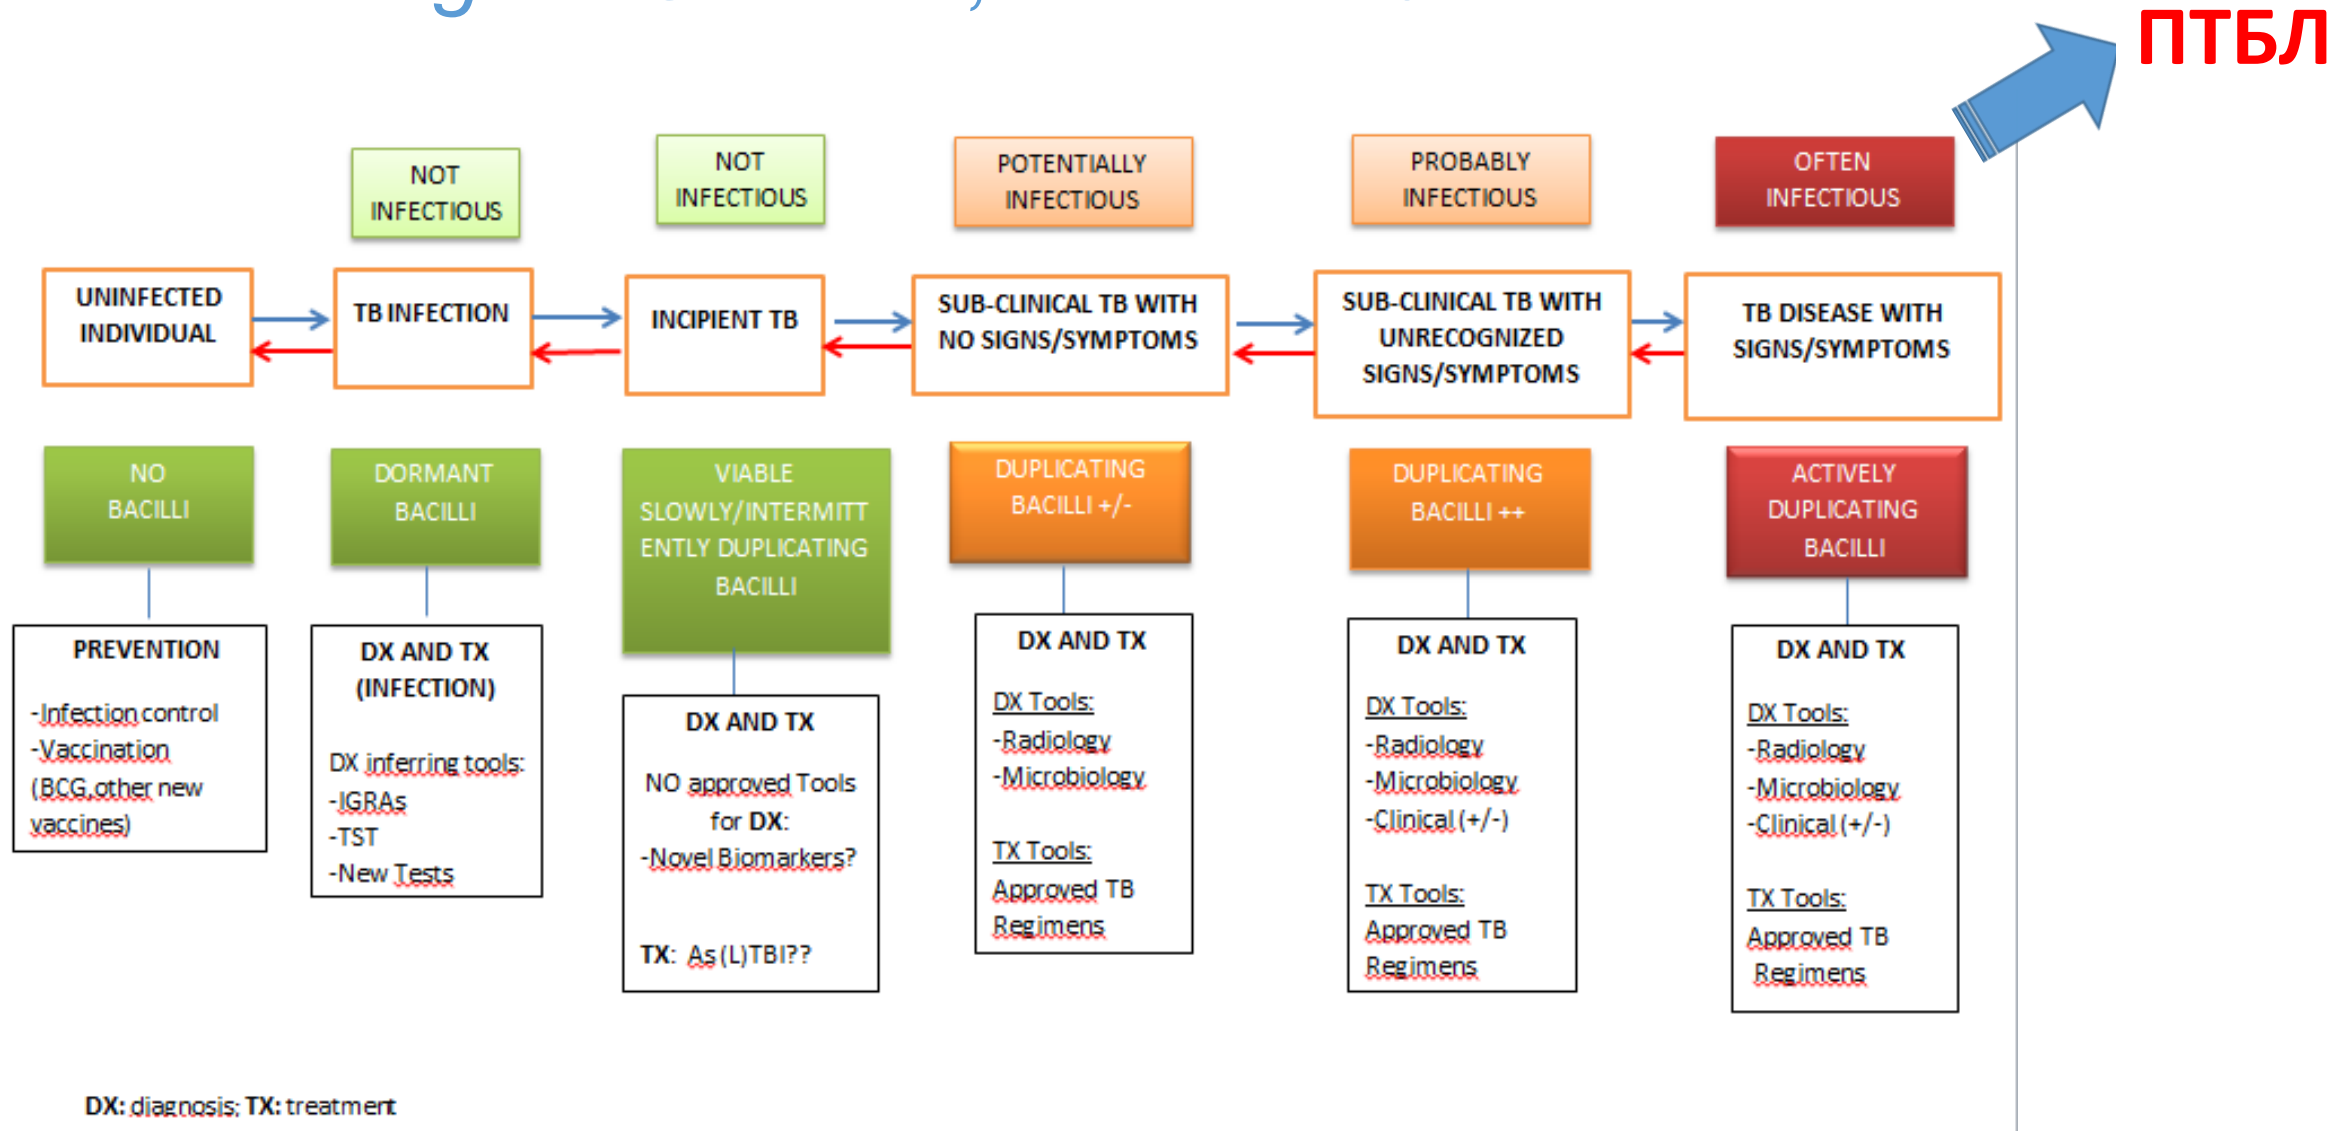 ПТБЛ
NOT
INFECTIOUS
NOT
INFECTIOUS
POTENTIALLY
INFECTIOUS
PROBABLY
INFECTIOUS
OFTEN
INFECTIOUS
UNINFECTED
INDIVIDUAL
TB INFECTION
INCIPIENT TB
SUB-CLINICAL TB WITH
NO SIGNS/SYMPTOMS
SUB-CLINICAL TB WITH
UNRECOGNIZED
SIGNS/SYMPTOMS
TB DISEASE WITH
SIGNS/SYMPTOMS
NO
BACILLI
DORMANT
BACILLI
VIABLE
SLOWLY/INTERMITT
ENTLY DUPLICATING
BACILLI
DUPLICATING
BACILLI +/-
DUPLICATING
BACILLI ++
ACTIVELY
DUPLICATING
BACILLI
PREVENTION
-Infection control
-Vaccination
(BCG,other new
vaccines)
DX AND TX
(INFECTION)
DX inferring tools:
-IGRAs
-TST
-New Tests
DX AND TX
NO approved Tools
for DX:
-Novel Biomarkers?
TX: As (L)TBI??
DX AND TX
DX Tools:
-Radiology
-Microbiology
TX Tools:
Approved TB
Regimens
DX AND TX
DX Tools:
-Radiology
-Microbiology
-Clinical (+/-)
TX Tools:
Approved TB
Regimens
DX AND TX
DX Tools:
-Radiology
-Microbiology
-Clinical (+/-)
TX Tools:
Approved TB
Regimens
DX: diagnosis; TX: treatment